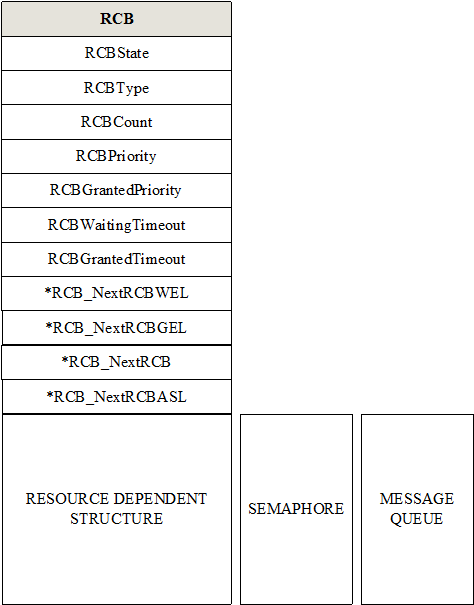 RCB
RCBState
RCBType
RCBCount
RCBPriority
RCBGrantedPriority
RCBWaitingTimeout
RCBGrantedTimeout
*RCB_NextRCBWEL
*RCB_NextRCBGEL
*RCB_NextRCB
*RCB_NextRCBASL
RESOURCE DEPENDENT
STRUCTURE
SEMAPHORE
MESSAGE
QUEUE